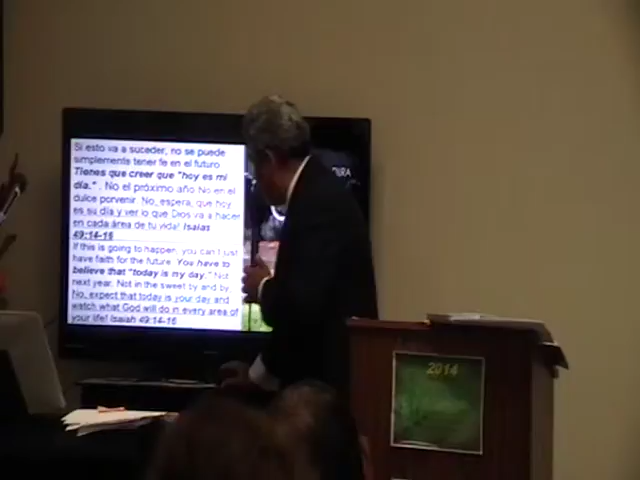 Si esto va a suceder, no se puede
simplemente tener fe en el futuro
Tienes que creer que "hoy es mi
día." . No el próximo año No en el
dulce porvenir. No, espera, que hoy
es su día y ver lo que Dios va a hacer
en cada área de tu vida! Isaias
49:14-16
If this is going to happen, you can't just
have faith for the future. You have to
believe that "today is my day." Not
next year. Not in the sweet by and by.
No, expect that today is your day and
watch what God will do in every area of
your life! Isaiah 49:14-16
2014